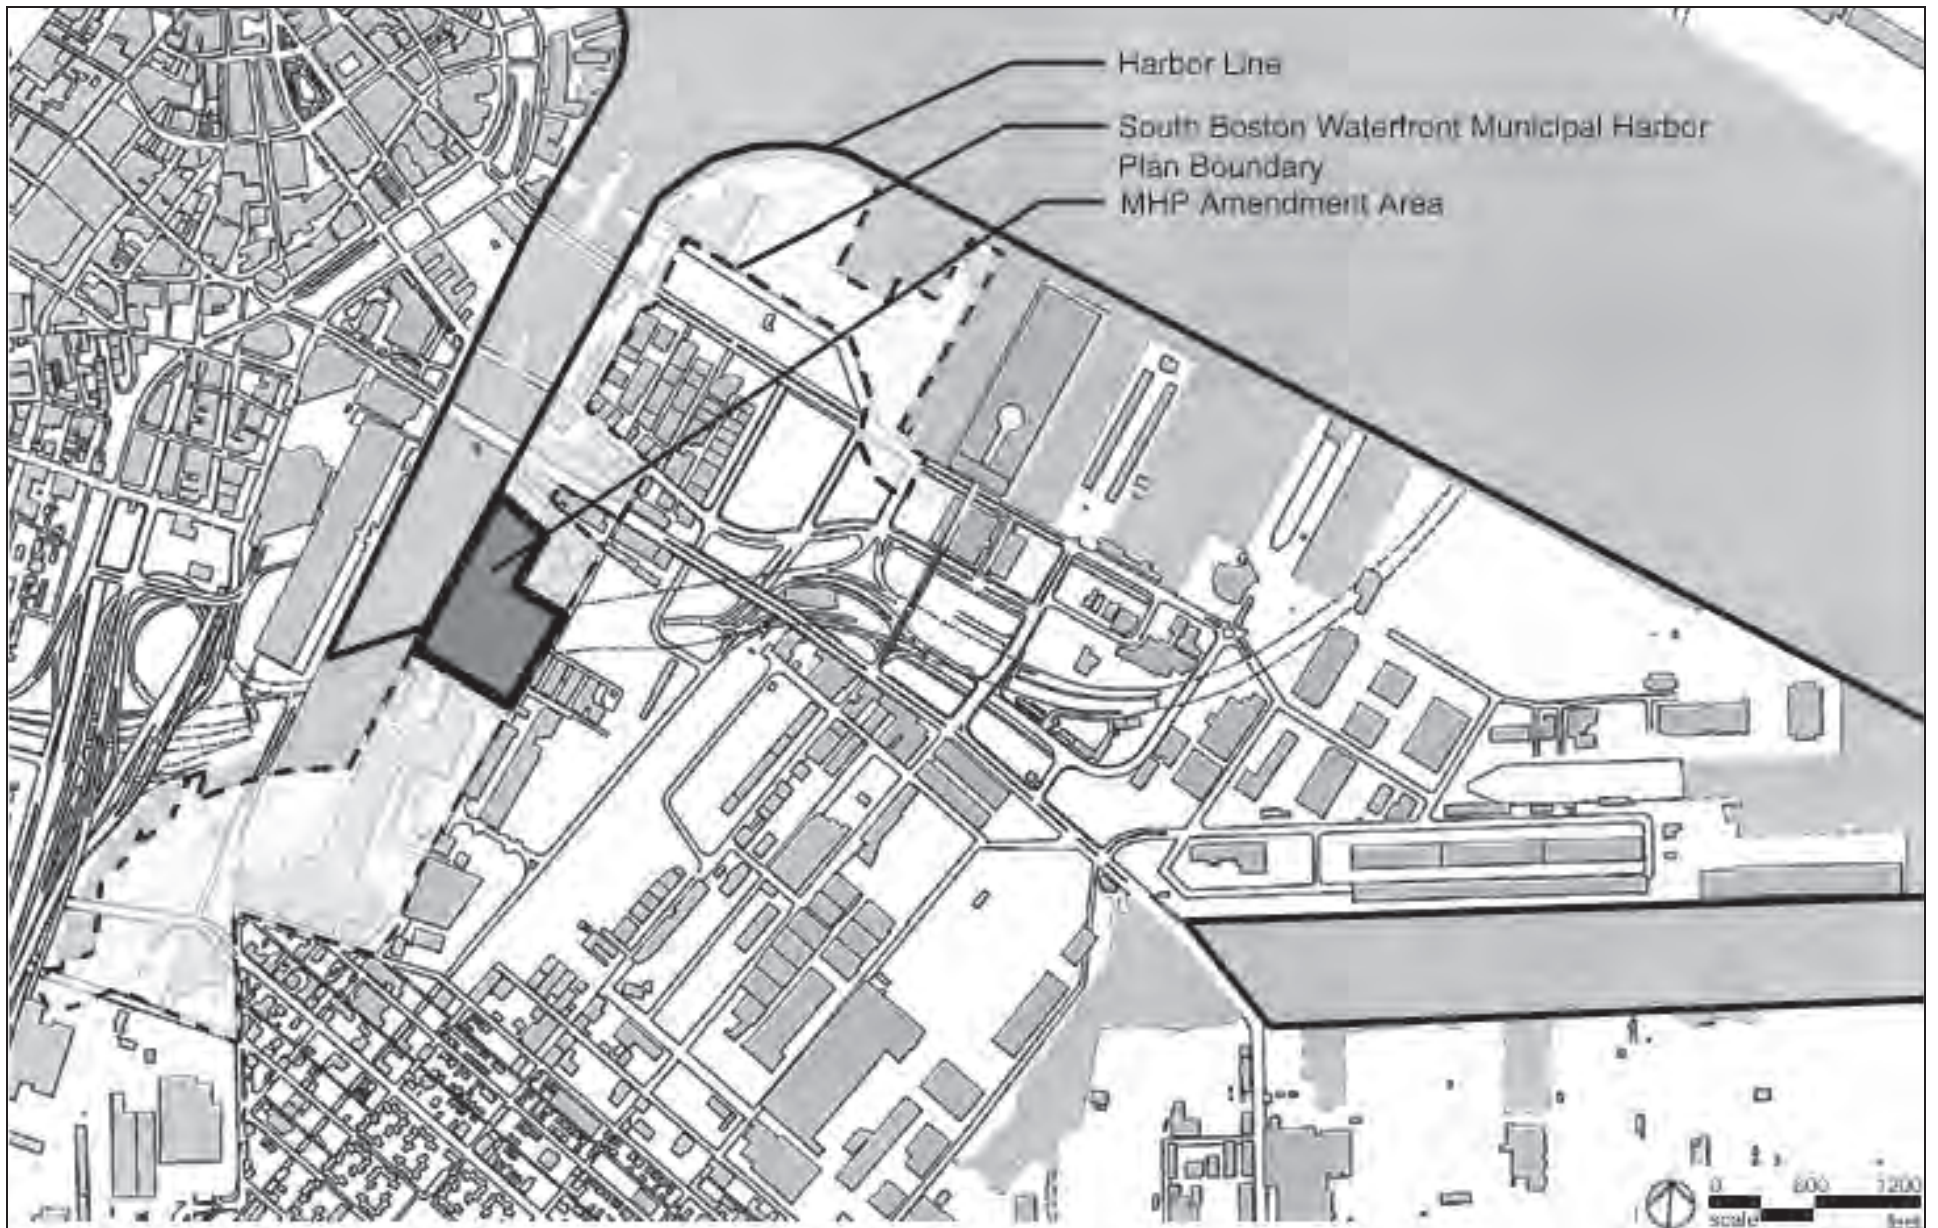 Harbor Line
South Boston Waterfront Municipal Harbor
Plan Boundary
MHP Amendment Area
0 600 1200
scale feet